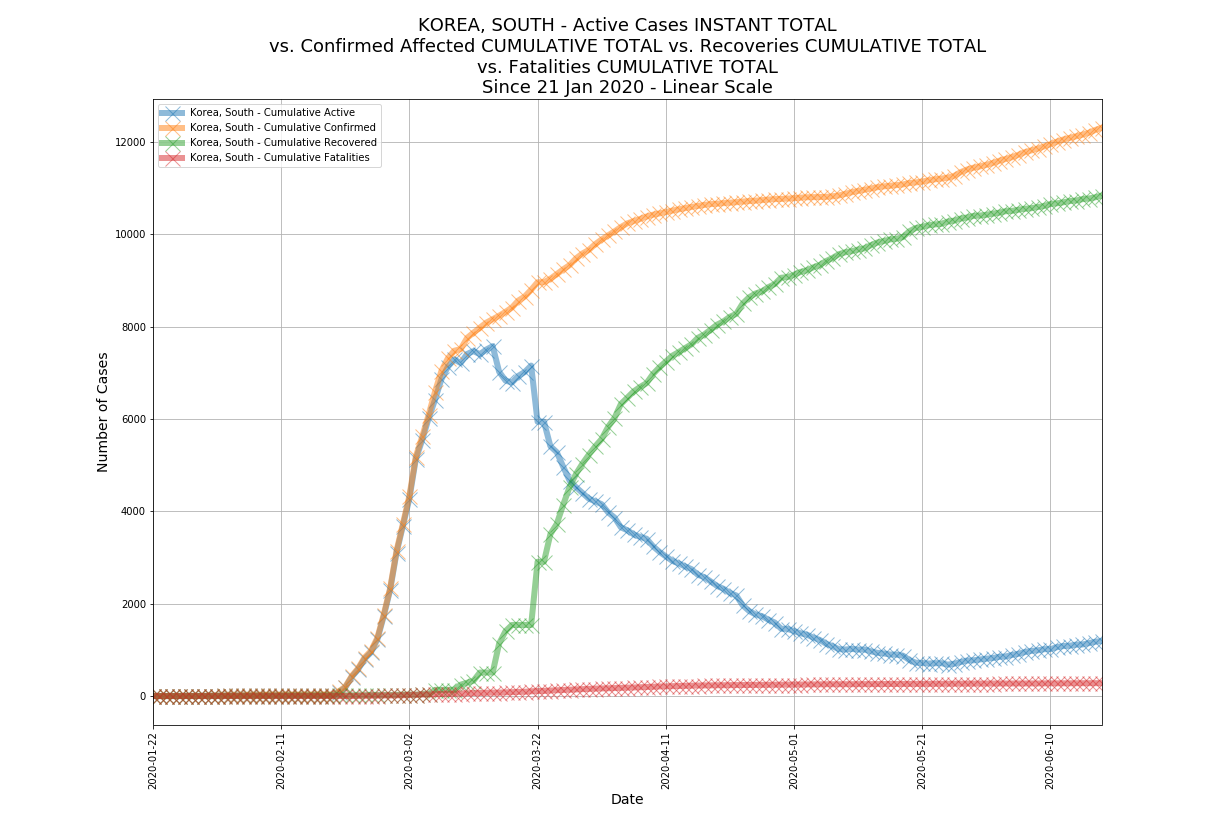 KOREA, SOUTH - Active Cases INSTANT TOTAL
vs. Confirmed Affected CUMULATIVE TOTAL vs. Recoveries CUMULATIVE TOTAL
vs. Fatalities CUMULATIVE TOTAL
Since 21 Jan 2020 - Linear Scale
Korea, South - Cumulative Active
Korea, South - Cumulative Confirmed
Korea, South - Cumulative Recovered
Korea, South - Cumulative Fatalities
Number of Cases
12000
10000
8000
6000
4000
2000
0
2020-01-22
2020-02-11
2020-03-02
2020-03-22
2020-04-11
2020-05-01
2020-05-21
2020-06-10
Date